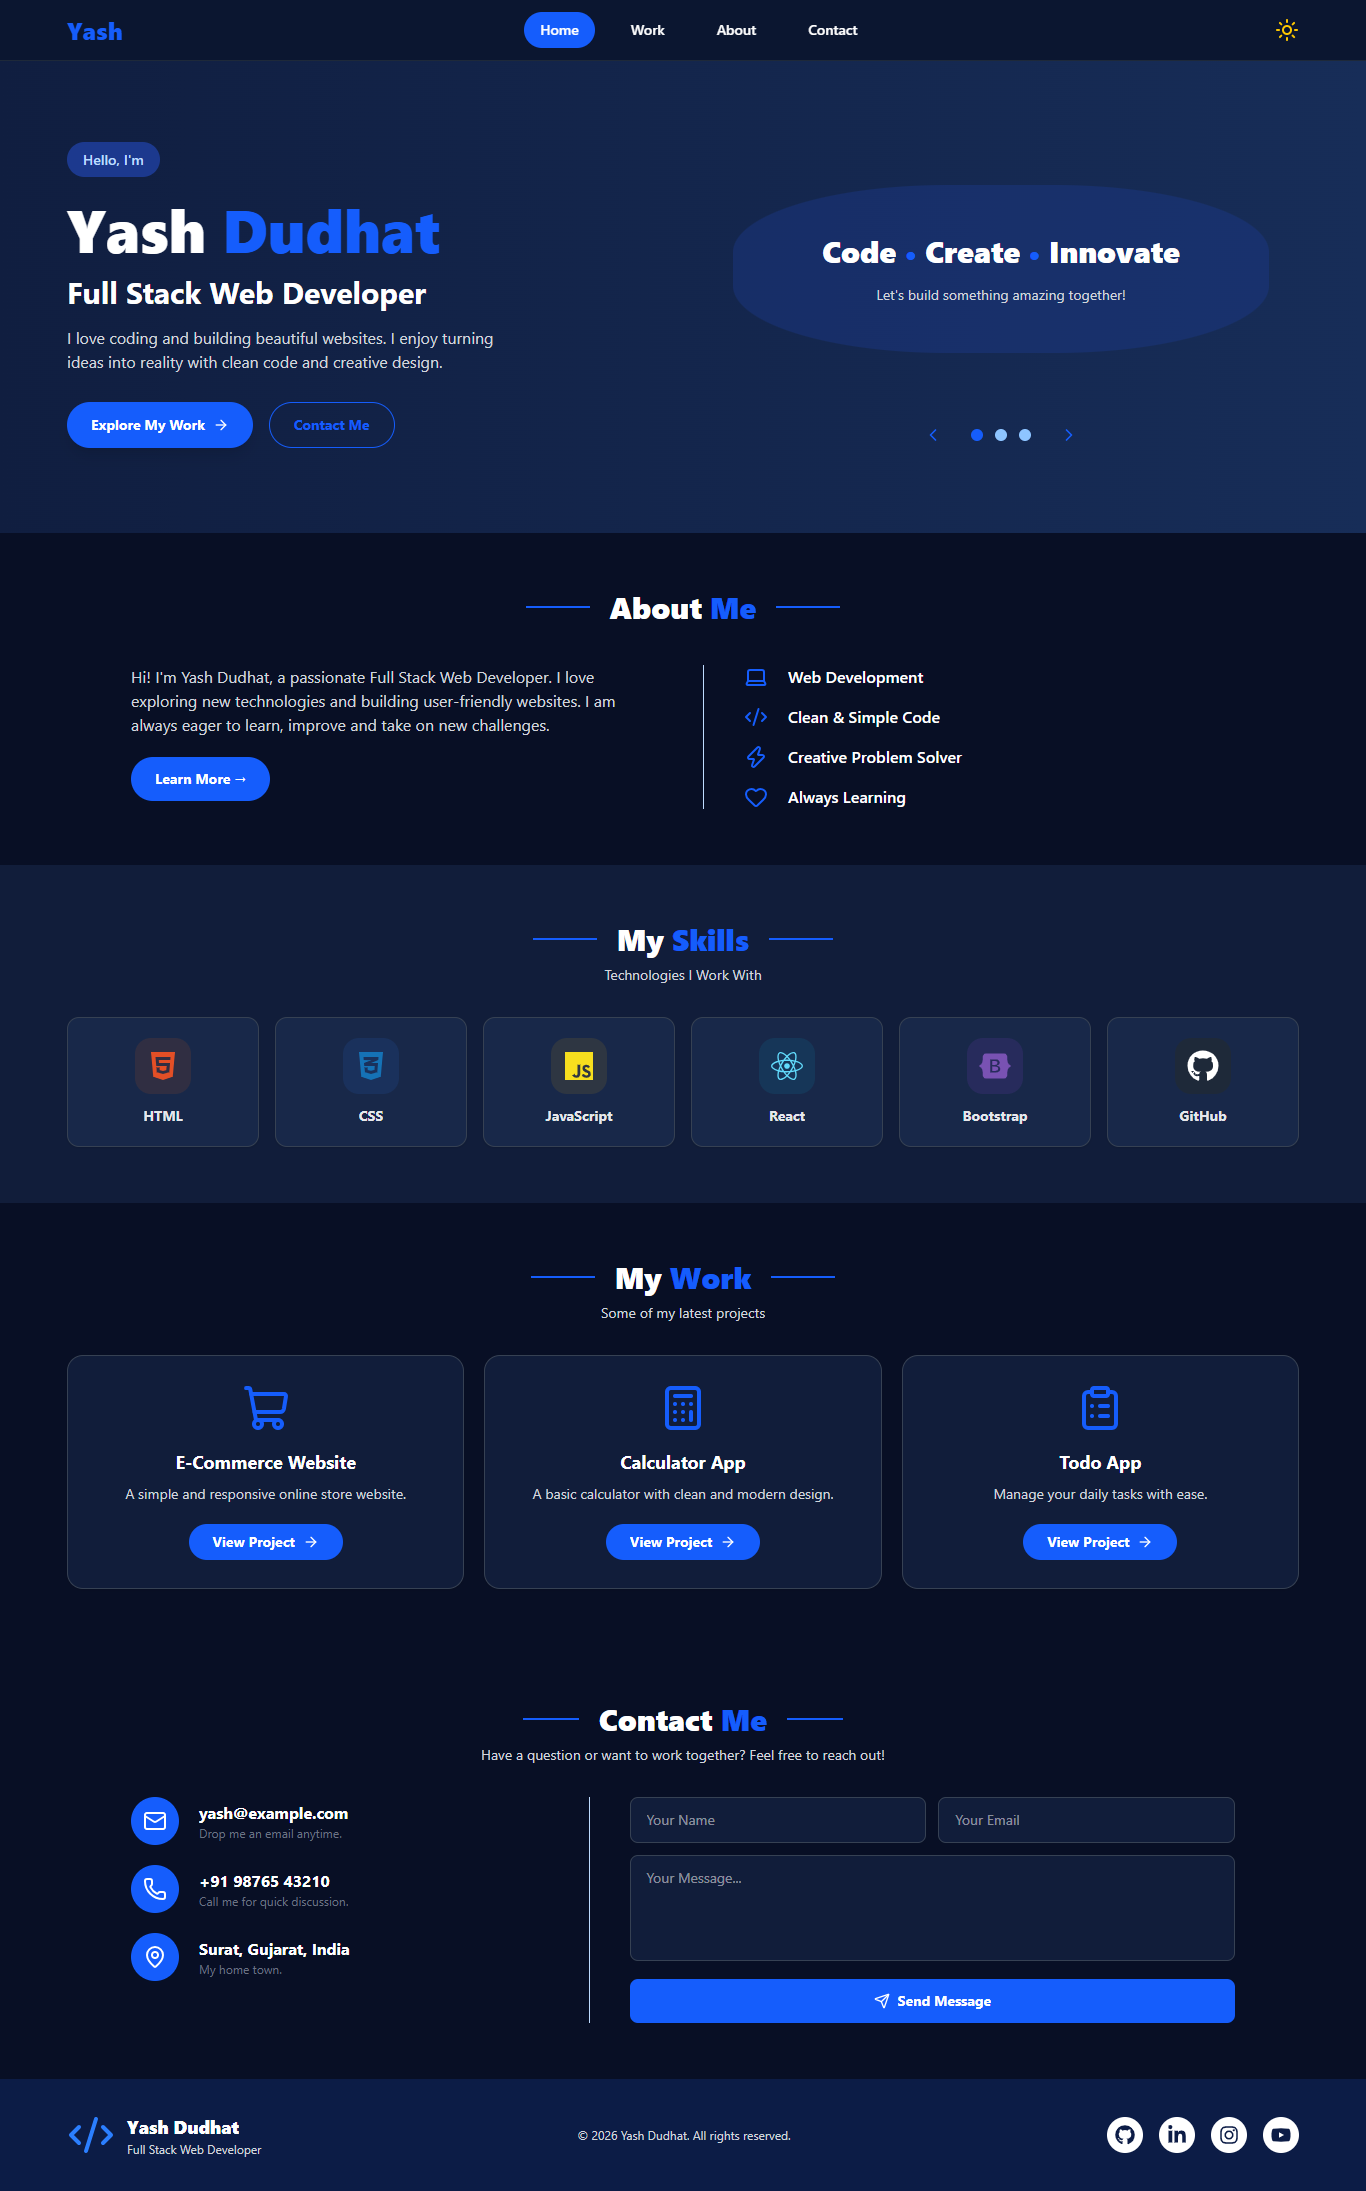 Yash
Home
Work
About
Contact
Hello, I'm
Yash Dudhat
Full Stack Web Developer
I love coding and building beautiful websites. I enjoy turning
ideas into reality with clean code and creative design.
Explore My Work →
Contact Me
Code • Create • Innovate
Let's build something amazing together!
About Me
Hi! I'm Yash Dudhat, a passionate Full Stack Web Developer. I love
exploring new technologies and building user-friendly websites. I am
always eager to learn, improve and take on new challenges.
Learn More →
Web Development
Clean & Simple Code
Creative Problem Solver
Always Learning
My Skills
Technologies I Work With
HTML
CSS
JS
JavaScript
React
B
Bootstrap
GitHub
My Work
Some of my latest projects
E-Commerce Website
A simple and responsive online store website.
View Project →
Calculator App
A basic calculator with clean and modern design.
View Project →
Todo App
Manage your daily tasks with ease.
View Project →
Contact Me
Have a question or want to work together? Feel free to reach out!
yash@example.com
Drop me an email anytime.
+91 98765 43210
Call me for quick discussion.
Surat, Gujarat, India
My home town.
Your Name
Your Email
Your Message...
Send Message
Yash Dudhat
Full Stack Web Developer
© 2026 Yash Dudhat. All rights reserved.
in